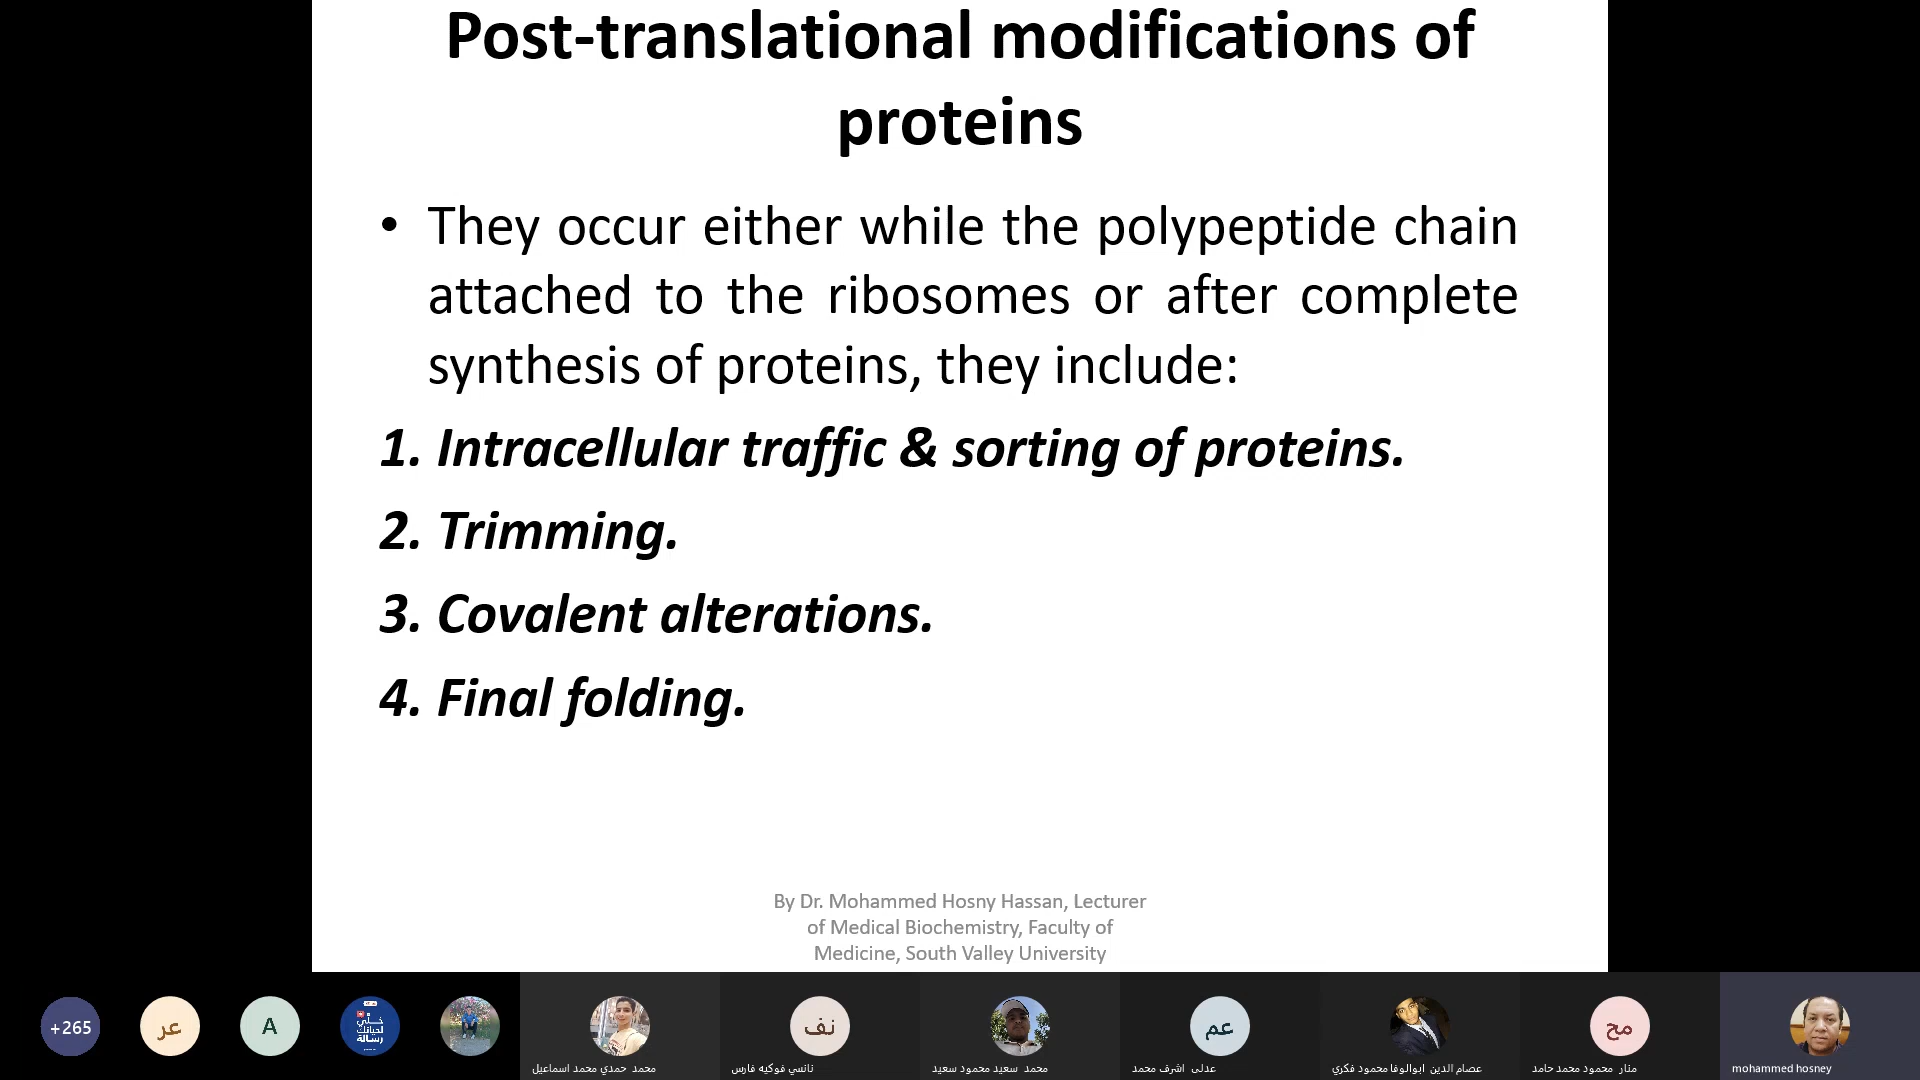 Post-translational modifications of
proteins
• They occur either while the polypeptide chain
attached to the ribosomes or after complete
synthesis of proteins, they include:
1. Intracellular traffic & sorting of proteins.
2. Trimming.
3. Covalent alterations.
4. Final folding.
By Dr. Mohammed Hosny Hassan, Lecturer
of Medical Biochemistry, Faculty of
Medicine, South Valley University
+265
عر
A
خلي
لحياتك
رسالة
نف
عم
مح
محمد حمدي محمد اسماعيل
نانسي فوكيه فارس
محمد سعيد محمود سعيد
عدلى اشرف محمد
عصام الدين ابوالوفا محمود فكري
منار محمود محمد حامد
mohammed hosney